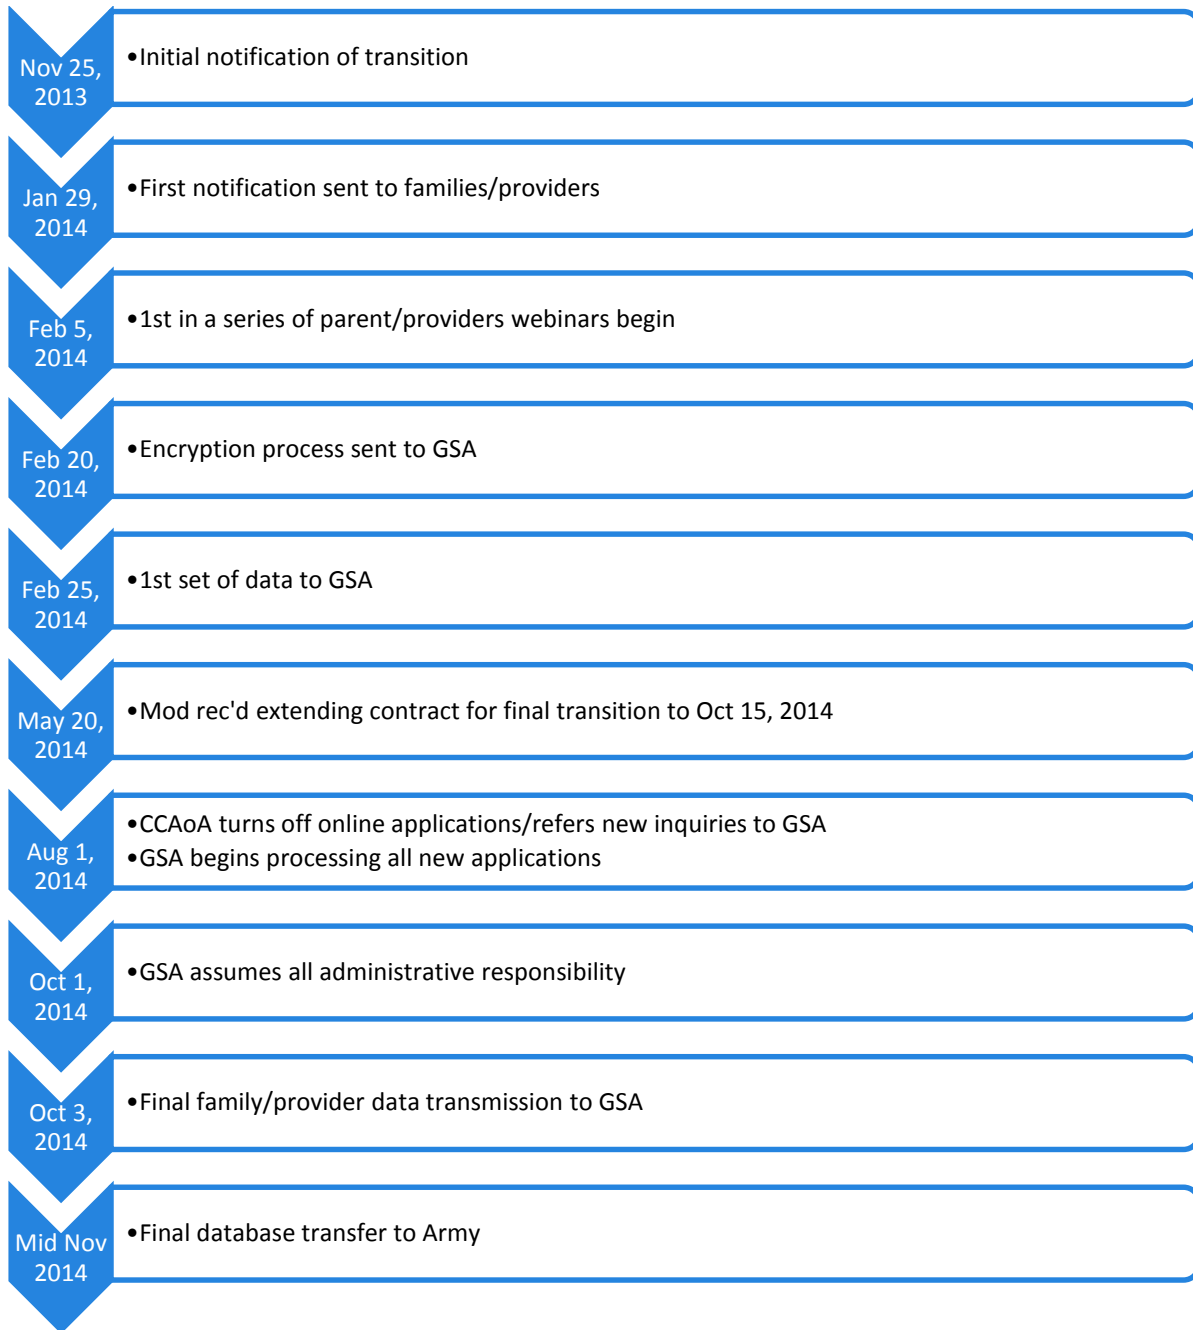 Nov 25,
2013
•Initial notification of transition
Jan 29,
2014
•First notification sent to families/providers
Feb 5,
2014
•1st in a series of parent/providers webinars begin
Feb 20,
2014
•Encryption process sent to GSA
Feb 25,
2014
•1st set of data to GSA
May 20,
2014
•Mod rec'd extending contract for final transition to Oct 15, 2014
Aug 1,
2014
•CCAoA turns off online applications/refers new inquiries to GSA
•GSA begins processing all new applications
Oct 1,
2014
•GSA assumes all administrative responsibility
Oct 3,
2014
•Final family/provider data transmission to GSA
Mid Nov
2014
•Final database transfer to Army